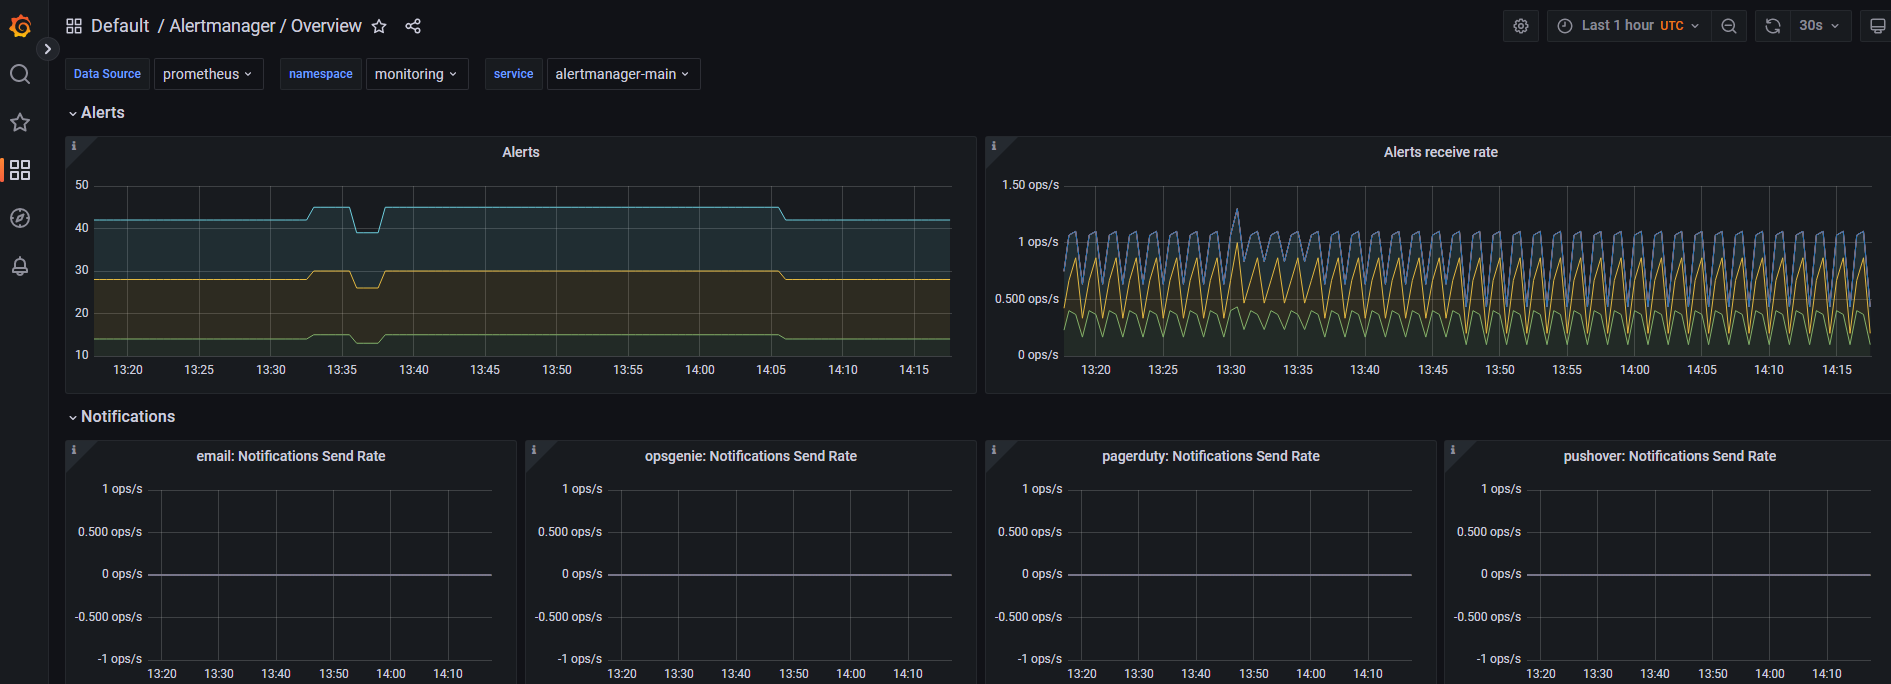 Default / Alertmanager / Overview
Last 1 hour UTC
30s
Data Source prometheus namespace monitoring service alertmanager-main
Alerts
Alerts
50
40
30
20
10
13:20 13:25 13:30 13:35 13:40 13:45 13:50 13:55 14:00 14:05 14:10 14:15
Alerts receive rate
1.50 ops/s
1 ops/s
0.500 ops/s
0 ops/s
13:20 13:25 13:30 13:35 13:40 13:45 13:50 13:55 14:00 14:05 14:10 14:15
Notifications
email: Notifications Send Rate
1 ops/s
0.500 ops/s
0 ops/s
-0.500 ops/s
-1 ops/s
13:20 13:30 13:40 13:50 14:00 14:10
opsgenie: Notifications Send Rate
1 ops/s
0.500 ops/s
0 ops/s
-0.500 ops/s
-1 ops/s
13:20 13:30 13:40 13:50 14:00 14:10
pagerduty: Notifications Send Rate
1 ops/s
0.500 ops/s
0 ops/s
-0.500 ops/s
-1 ops/s
13:20 13:30 13:40 13:50 14:00 14:10
pushover: Notifications Send Rate
1 ops/s
0.500 ops/s
0 ops/s
-0.500 ops/s
-1 ops/s
13:20 13:30 13:40 13:50 14:00 14:10